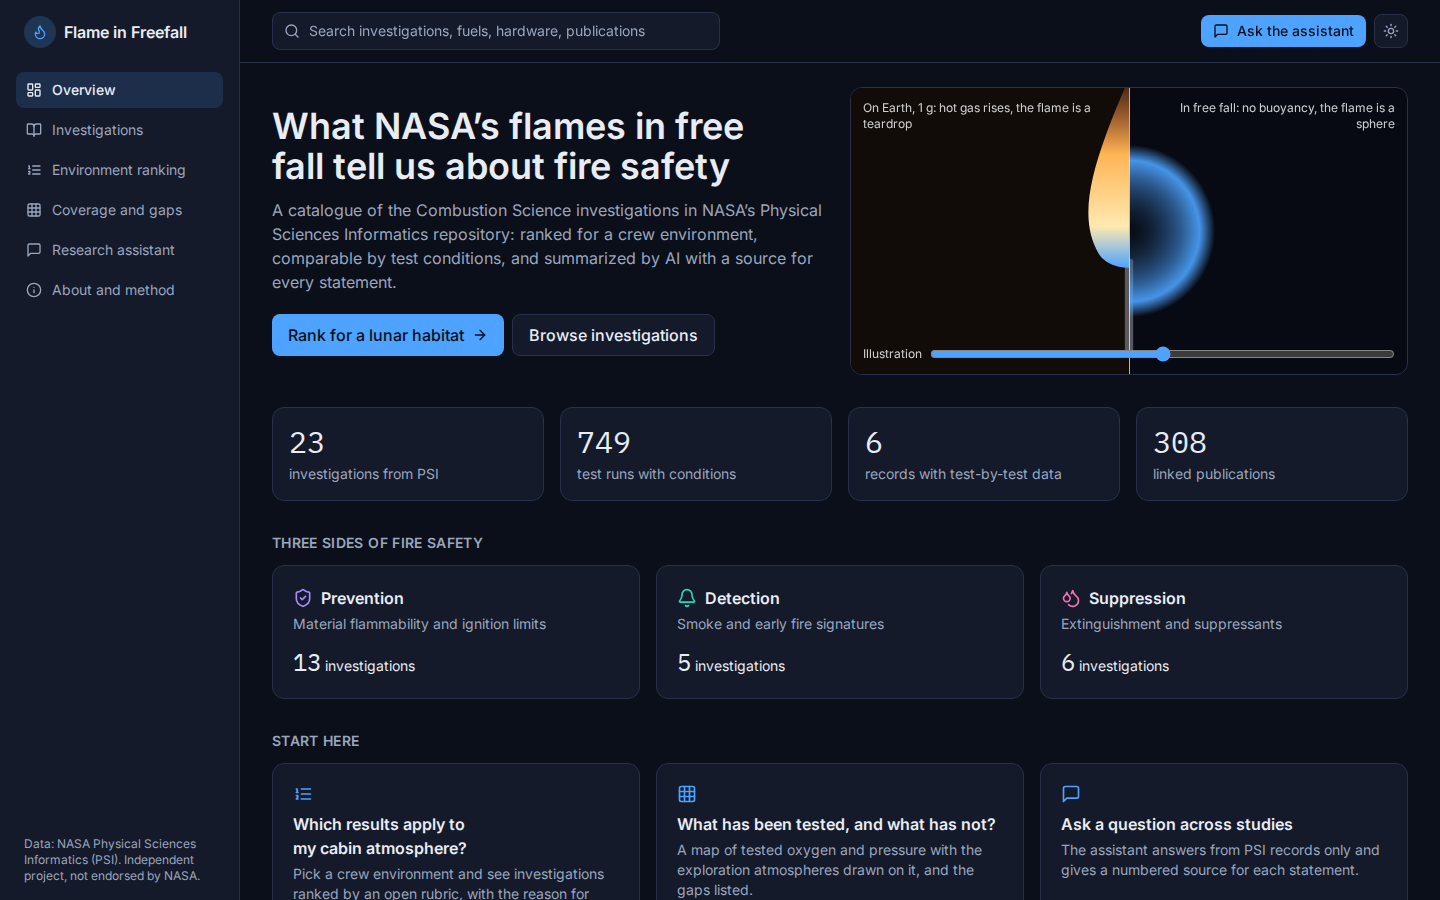 Flame in Freefall
Search investigations, fuels, hardware, publications
Ask the assistant
Overview
Investigations
Environment ranking
Coverage and gaps
Research assistant
About and method
What NASA’s flames in free
fall tell us about fire safety
A catalogue of the Combustion Science investigations in NASA’s Physical
Sciences Informatics repository: ranked for a crew environment,
comparable by test conditions, and summarized by AI with a source for
every statement.
Rank for a lunar habitat
Browse investigations
On Earth, 1 g: hot gas rises, the flame is a
teardrop
In free fall: no buoyancy, the flame is a
sphere
Illustration
23
investigations from PSI
749
test runs with conditions
6
records with test-by-test data
308
linked publications
THREE SIDES OF FIRE SAFETY
Prevention
Material flammability and ignition limits
13 investigations
Detection
Smoke and early fire signatures
5 investigations
Suppression
Extinguishment and suppressants
6 investigations
START HERE
Which results apply to
my cabin atmosphere?
Pick a crew environment and see investigations
ranked by an open rubric, with the reason for
What has been tested, and what has not?
A map of tested oxygen and pressure with the
exploration atmospheres drawn on it, and the
gaps listed.
Ask a question across studies
The assistant answers from PSI records only and
gives a numbered source for each statement.
Data: NASA Physical Sciences
Informatics (PSI). Independent
project, not endorsed by NASA.